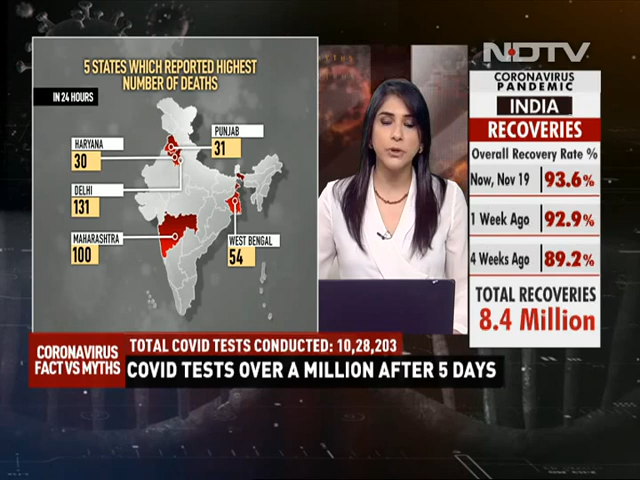 5 STATES WHICH REPORTED HIGHEST
NUMBER OF DEATHS
IN 24 HOURS
HARYANA
30
PUNJAB
31
DELHI
131
MAHARASHTRA
100
WEST BENGAL
54
NDTV
CORONAVIRUS
PANDEMIC
INDIA
RECOVERIES
Overall Recovery Rate %
Now, Nov 19 93.6%
1 Week Ago 92.9%
4 Weeks Ago 89.2%
TOTAL RECOVERIES
8.4 Million
CORONAVIRUS
FACT VS MYTHS
TOTAL COVID TESTS CONDUCTED: 10,28,203
COVID TESTS OVER A MILLION AFTER 5 DAYS